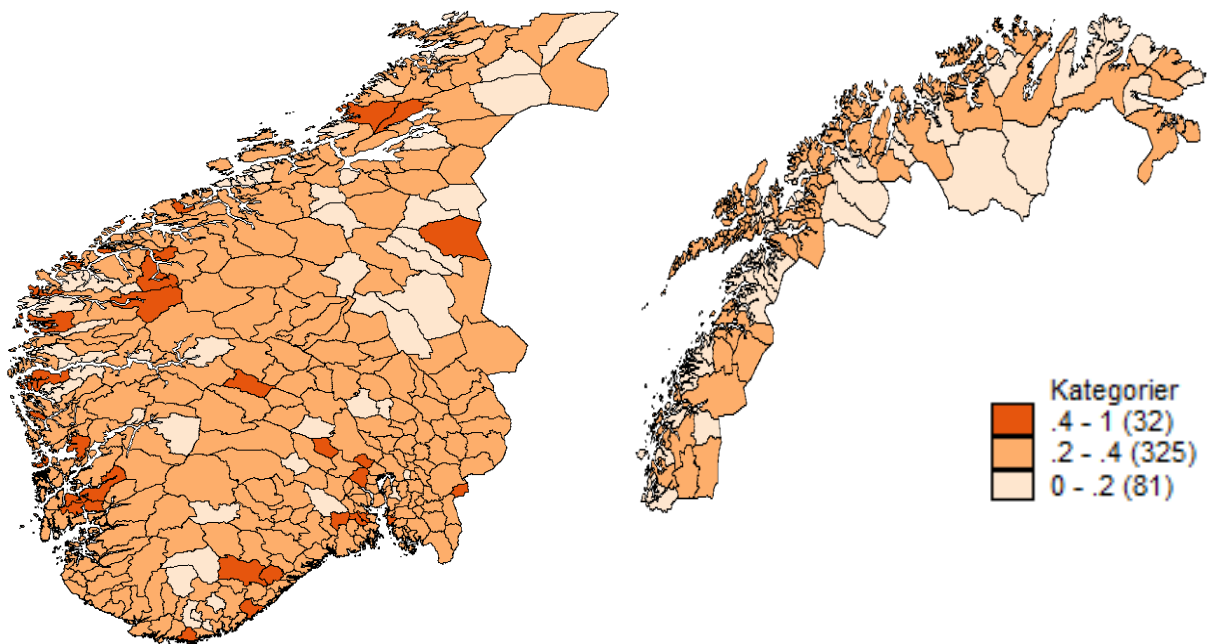 Kategorier
.4 - 1 (32)
.2 - .4 (325)
0 - .2 (81)